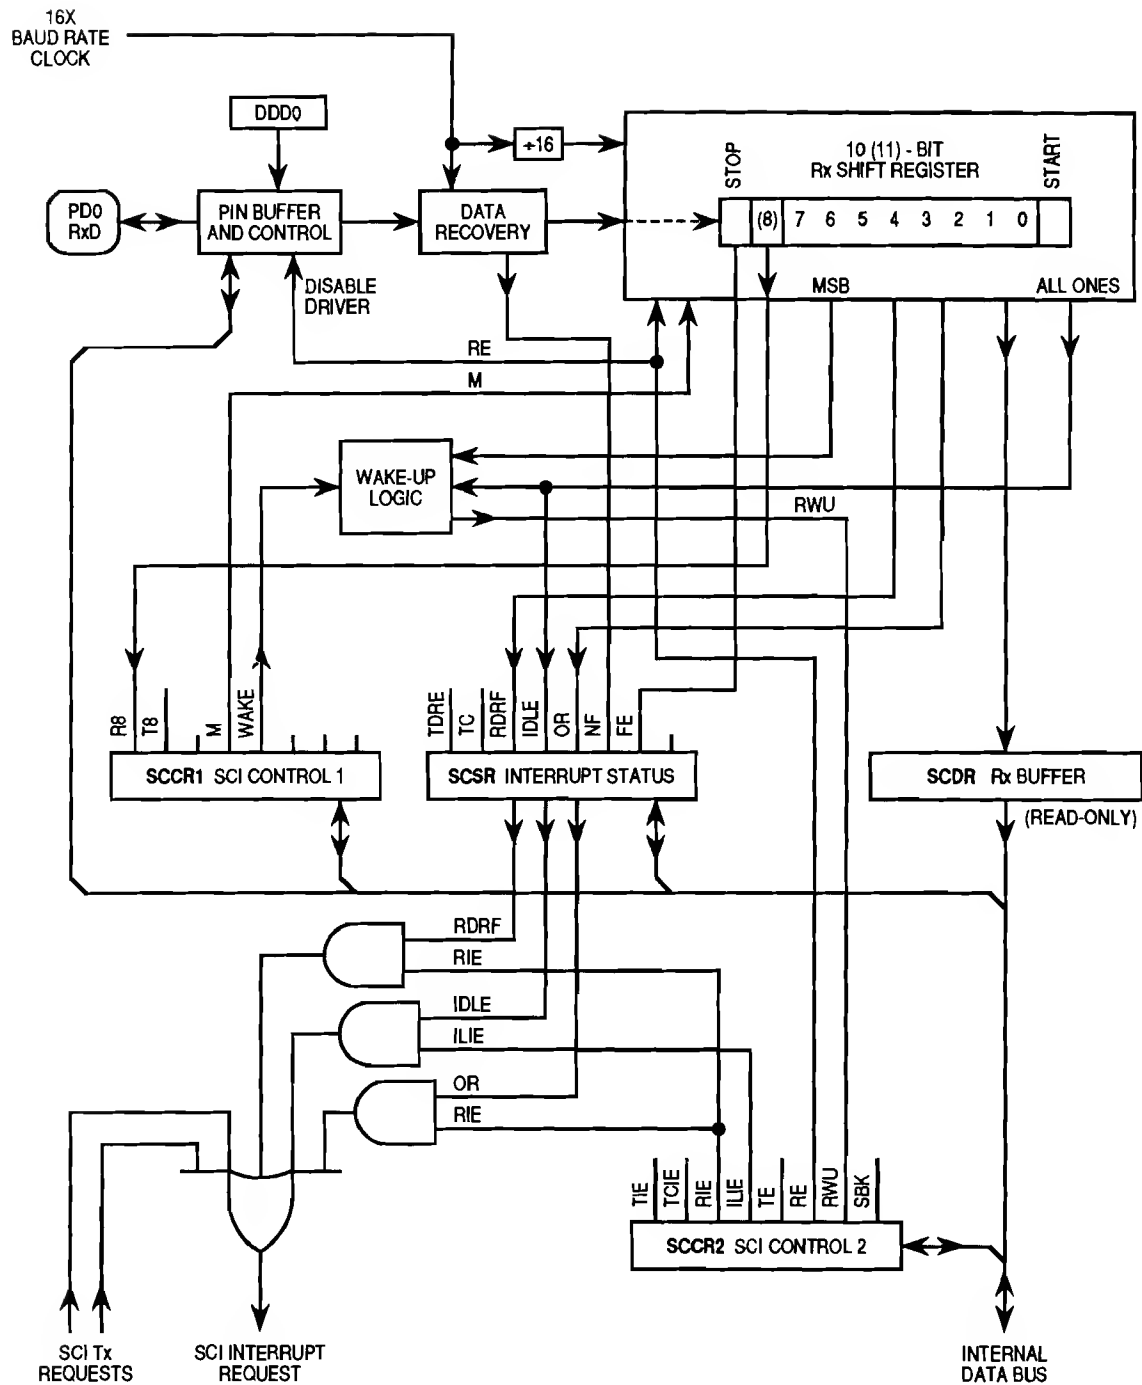 16X
BAUD RATE
CLOCK
DDD0
÷16
10 (11) - BIT
Rx SHIFT REGISTER
STOP
START
(8) 7 6 5 4 3 2 1 0
PD0
RxD
PIN BUFFER
AND CONTROL
DATA
RECOVERY
DISABLE
DRIVER
MSB
ALL ONES
RE
M
WAKE-UP
LOGIC
RWU
R8
T8
M
WAKE
TDRE
TC
RDRF
IDLE
OR
NF
FE
SCCR1 SCI CONTROL 1
SCSR INTERRUPT STATUS
SCDR Rx BUFFER
(READ-ONLY)
RDRF
RIE
IDLE
ILIE
OR
RIE
TIE
TCIE
RIE
ILIE
TE
RE
RWU
SBK
SCCR2 SCI CONTROL 2
SCI Tx
REQUESTS
SCI INTERRUPT
REQUEST
INTERNAL
DATA BUS